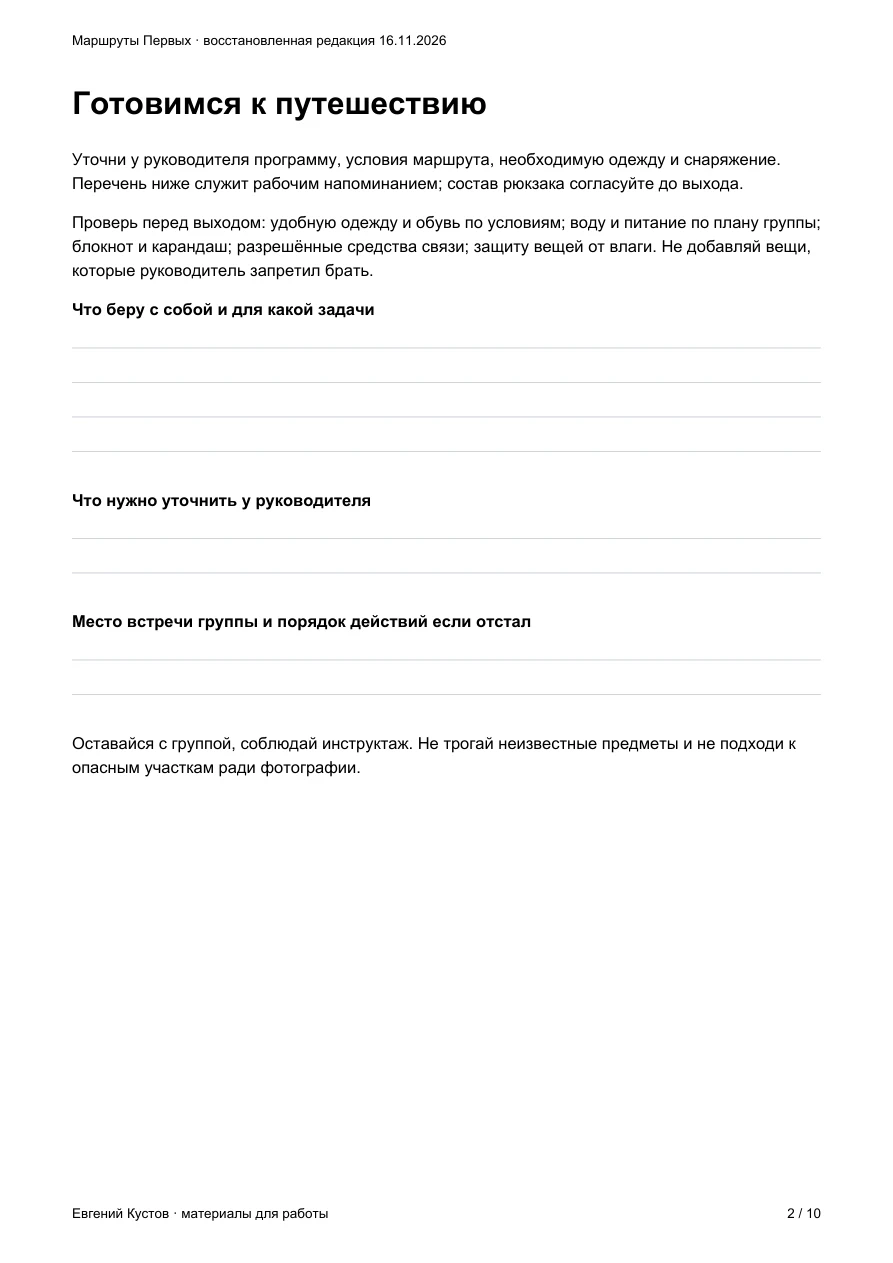 Маршруты Первых · восстановленная редакция 16.11.2026
Готовимся к путешествию
Уточни у руководителя программу, условия маршрута, необходимую одежду и снаряжение.
Перечень ниже служит рабочим напоминанием; состав рюкзака согласуйте до выхода.
Проверь перед выходом: удобную одежду и обувь по условиям; воду и питание по плану группы;
блокнот и карандаш; разрешённые средства связи; защиту вещей от влаги. Не добавляй вещи,
которые руководитель запретил брать.
Что беру с собой и для какой задачи
Что нужно уточнить у руководителя
Место встречи группы и порядок действий если отстал
Оставайся с группой, соблюдай инструктаж. Не трогай неизвестные предметы и не подходи к
опасным участкам ради фотографии.
Евгений Кустов · материалы для работы
2 / 10